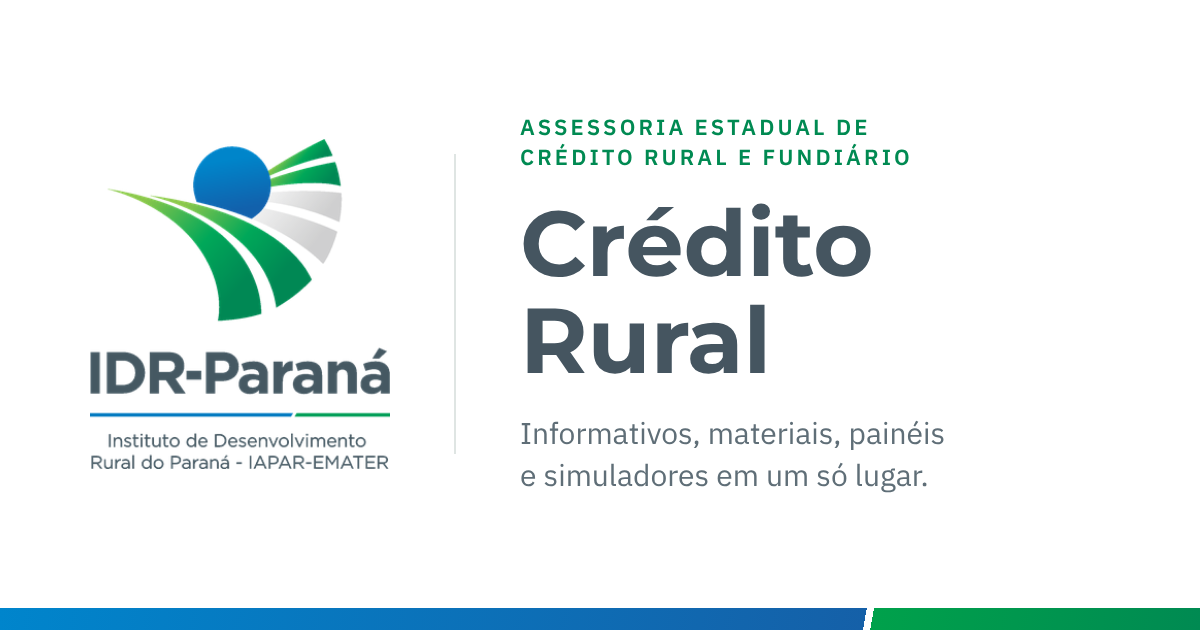 IDR-Paraná
Instituto de Desenvolvimento
Rural do Paraná - IAPAR-EMATER
ASSESSORIA ESTADUAL DE
CRÉDITO RURAL E FUNDIÁRIO
Crédito
Rural
Informativos, materiais, painéis
e simuladores em um só lugar.